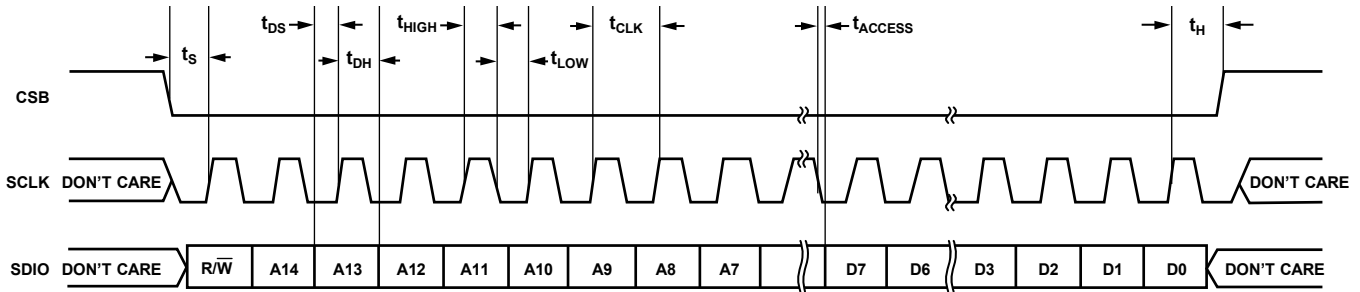 tDS
tHIGH
tCLK
tACCESS
tH
tS
tDH
tLOW
CSB
SCLK DON'T CARE DON'T CARE
SDIO DON'T CARE R/W̅ A14 A13 A12 A11 A10 A9 A8 A7 D7 D6 D3 D2 D1 D0 DON'T CARE